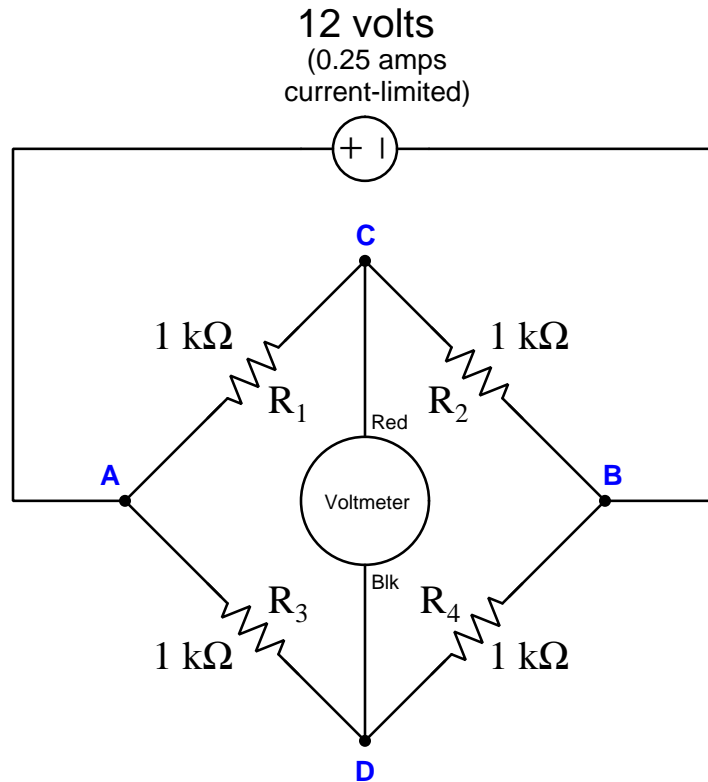 12 volts
(0.25 amps
current-limited)
+ -
C
1 kΩ
1 kΩ
R1
R2
Red
A
B
Voltmeter
Blk
R3
R4
1 kΩ
1 kΩ
D